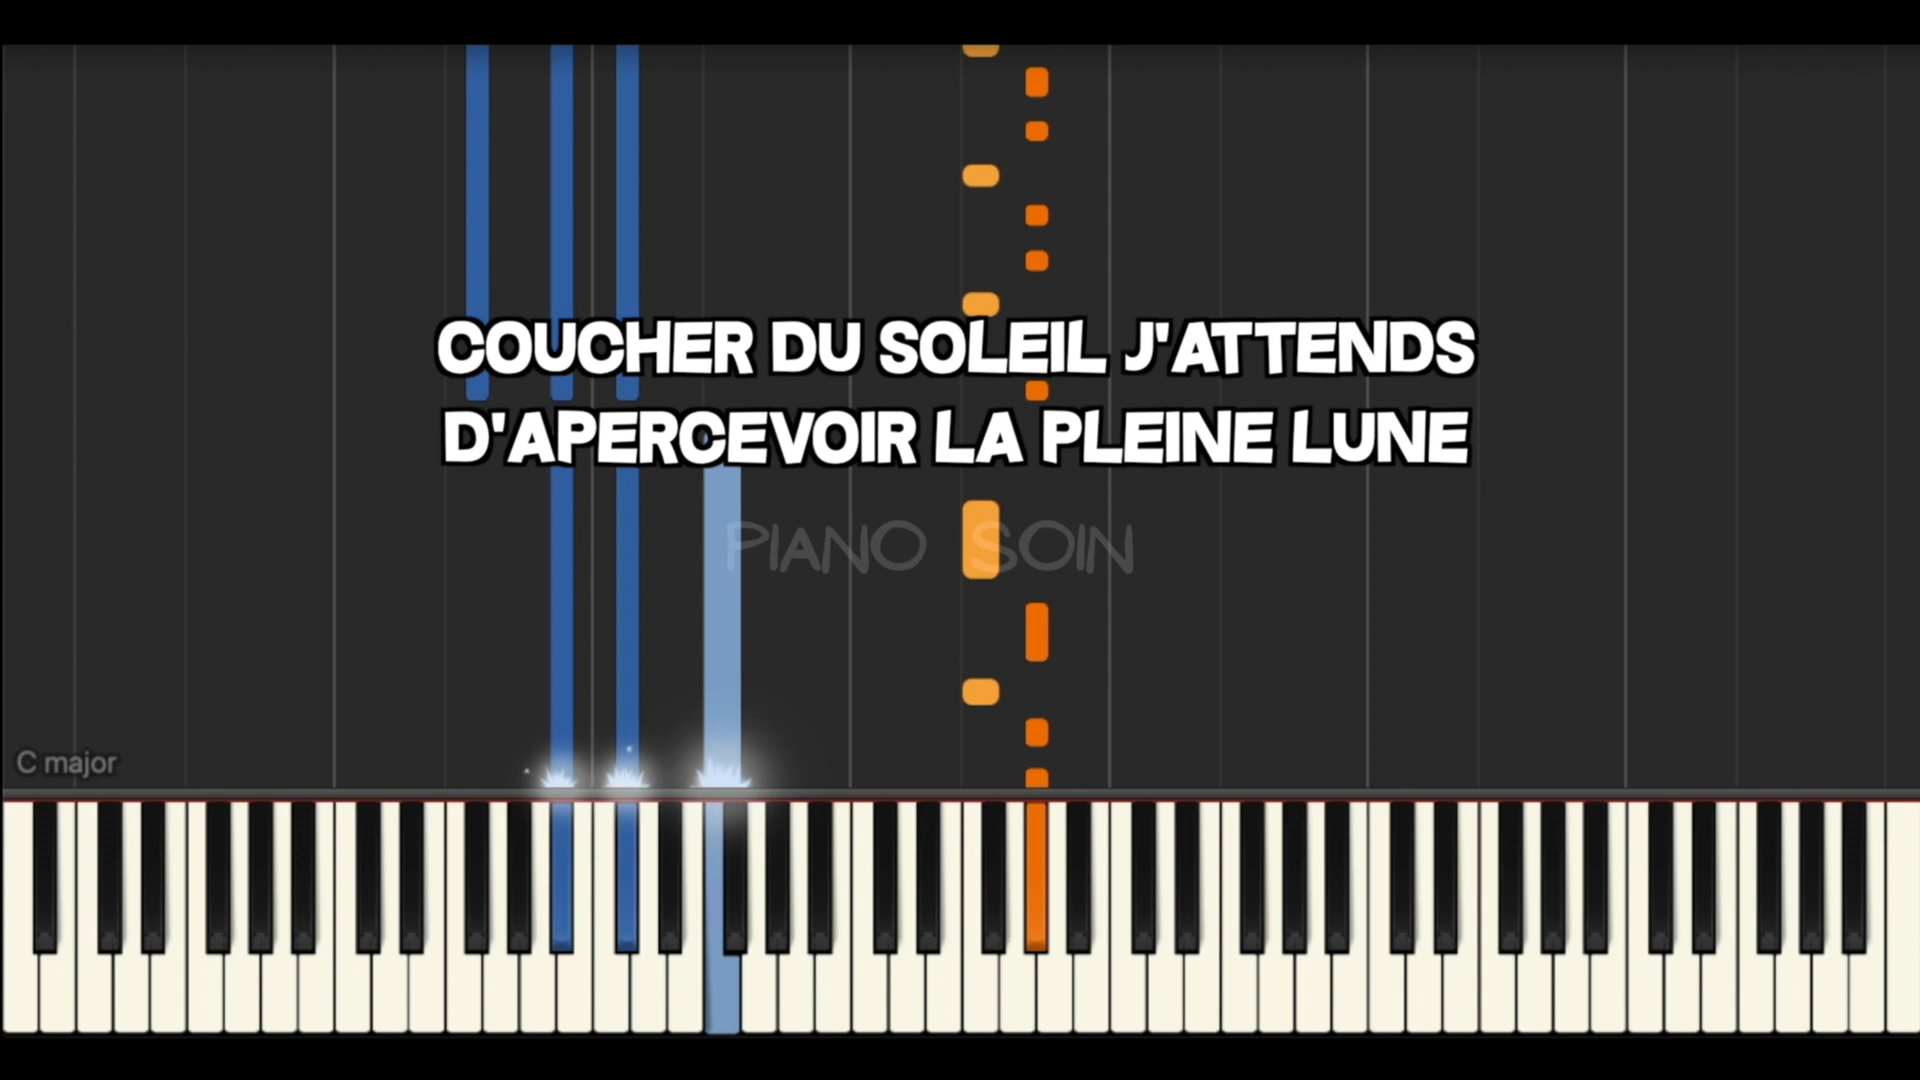 COUCHER DU SOLEIL J'ATTENDS
D'APERCEVOIR LA PLEINE LUNE
PIANO SOIN
C major